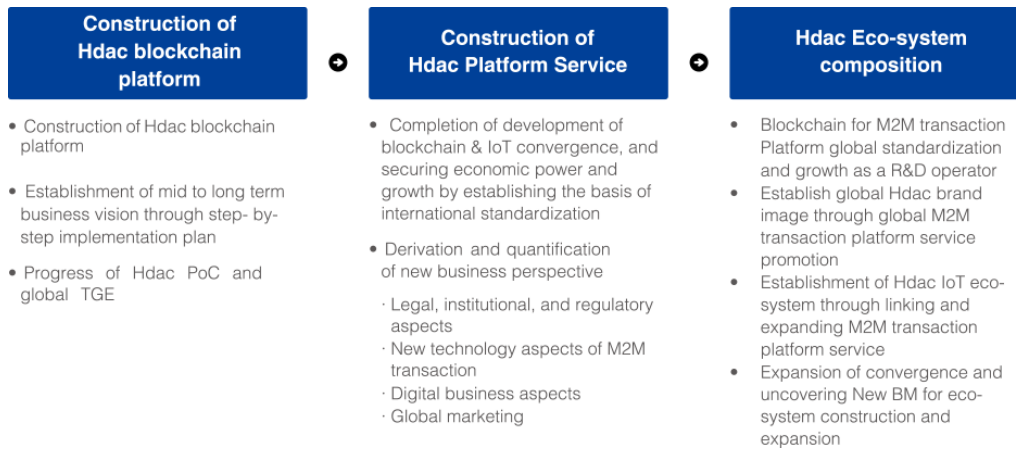 Construction of
Hdac blockchain
platform
• Construction of Hdac blockchain
platform
• Establishment of mid to long term
business vision through step- by-
step implementation plan
• Progress of Hdac PoC and
global TGE
Construction of
Hdac Platform Service
• Completion of development of
blockchain & IoT convergence, and
securing economic power and
growth by establishing the basis of
international standardization
• Derivation and quantification
of new business perspective
· Legal, institutional, and regulatory
aspects
· New technology aspects of M2M
transaction
· Digital business aspects
· Global marketing
Hdac Eco-system
composition
• Blockchain for M2M transaction
Platform global standardization
and growth as a R&D operator
• Establish global Hdac brand
image through global M2M
transaction platform service
promotion
• Establishment of Hdac IoT eco-
system through linking and
expanding M2M transaction
platform service
• Expansion of convergence and
uncovering New BM for eco-
system construction and
expansion